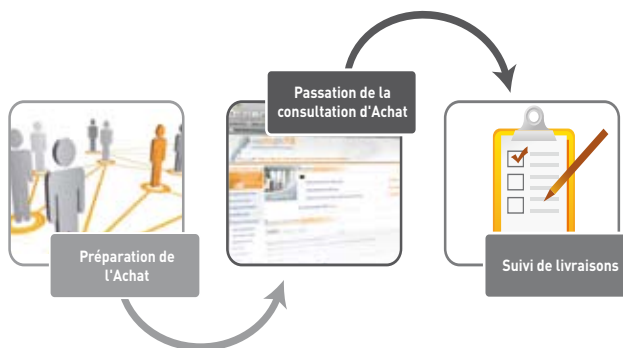 Préparation de
l'Achat
Passation de la
consultation d'Achat
Suivi de livraisons